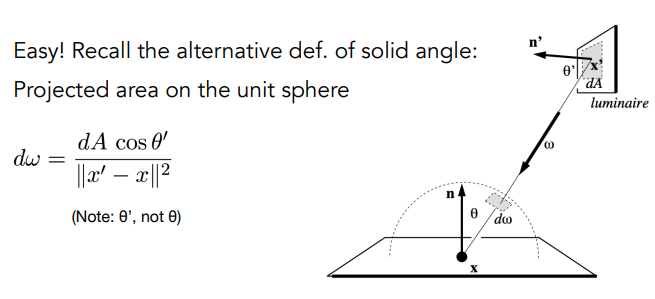 Easy! Recall the alternative def. of solid angle:
Projected area on the unit sphere
dω = dA cos θ′ / ||x′ − x||²
(Note: θ', not θ)
n'
θ'
x'
dA
luminaire
ω
n
θ
dω
x